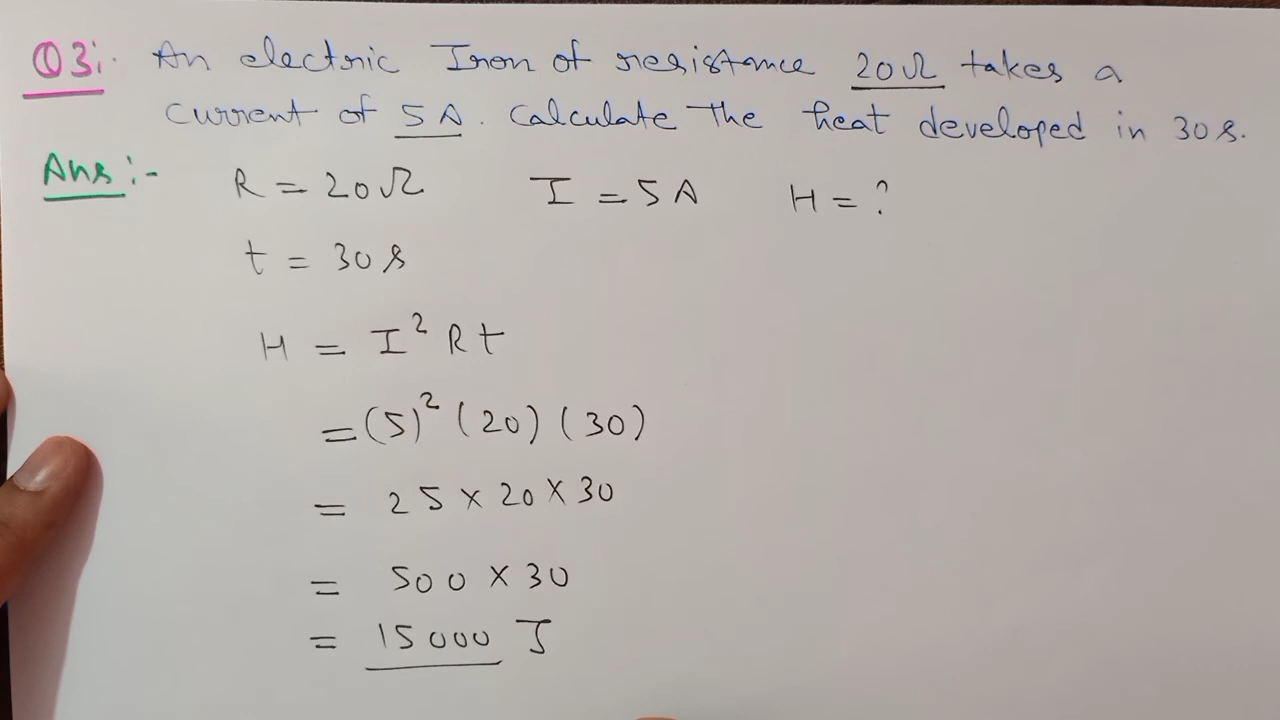 Q3:- An electric Iron of resistance 20Ω takes a
current of 5A. Calculate The heat developed in 30s.
Ans:- R = 20Ω I = 5A H = ?
t = 30s
H = I² R t
= (5)² (20) (30)
= 25 × 20 × 30
= 500 × 30
= 15000 J